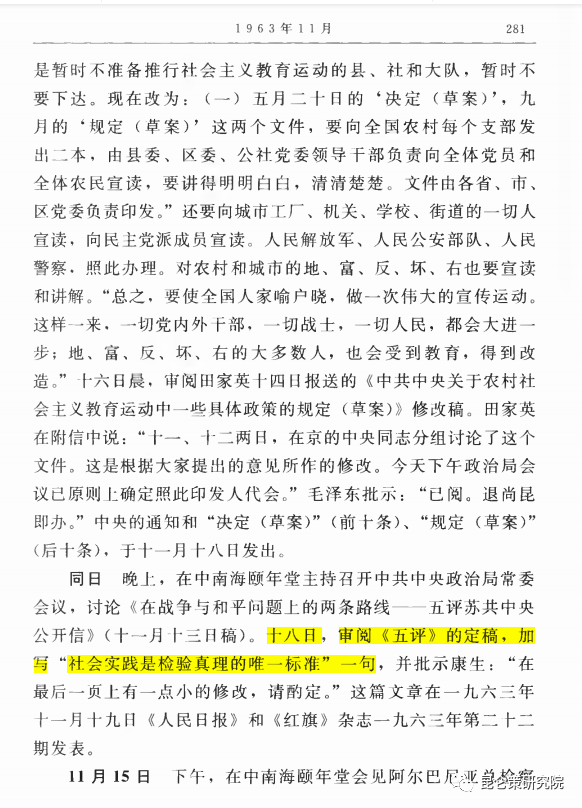 1963年11月 281
是暂时不准备推行社会主义教育运动的县、社和大队，暂时不
要下达。现在改为：（一）五月二十日的‘决定（草案）’，九
月的‘规定（草案）’这两个文件，要向全国农村每个支部发
出二本，由县委、区委、公社党委领导干部负责向全体党员和
全体农民宣读，要讲得明明白白，清清楚楚。文件由各省、市、
区党委负责印发。”还要向城市工厂、机关、学校、街道的一切人
宣读，向民主党派成员宣读。人民解放军、人民公安部队、人民
警察，照此办理。对农村和城市的地、富、反、坏、右也要宣读
和讲解。“总之，要使全国人家喻户晓，做一次伟大的宣传运动。
这样一来，一切党内外干部，一切战士，一切人民，都会大进一
步；地、富、反、坏、右的大多数人，也会受到教育，得到改
造。”十六日晨，审阅田家英十四日报送的《中共中央关于农村社
会主义教育运动中一些具体政策的规定（草案）》修改稿。田家英
在附信中说：“十一、十二两日，在京的中央同志分组讨论了这个
文件。这是根据大家提出的意见所作的修改。今天下午政治局会
议已原则上确定照此印发人代会。”毛泽东批示：“已阅。退尚昆
即办。”中央的通知和“决定（草案）”（前十条）、“规定（草案）”
（后十条），于十一月十八日发出。
同日 晚上，在中南海颐年堂主持召开中共中央政治局常委
会议，讨论《在战争与和平问题上的两条路线——五评苏共中央
公开信》（十一月十三日稿）。十八日，审阅《五评》的定稿，加
写“社会实践是检验真理的唯一标准”一句，并批示康生：“在
最后一页上有一点小的修改，请酌定。”这篇文章在一九六三年
十一月十九日《人民日报》和《红旗》杂志一九六三年第二十二
期发表。
11月15日 下午，在中南海颐年堂会见阿尔巴尼亚总检察
昆仑策研究院